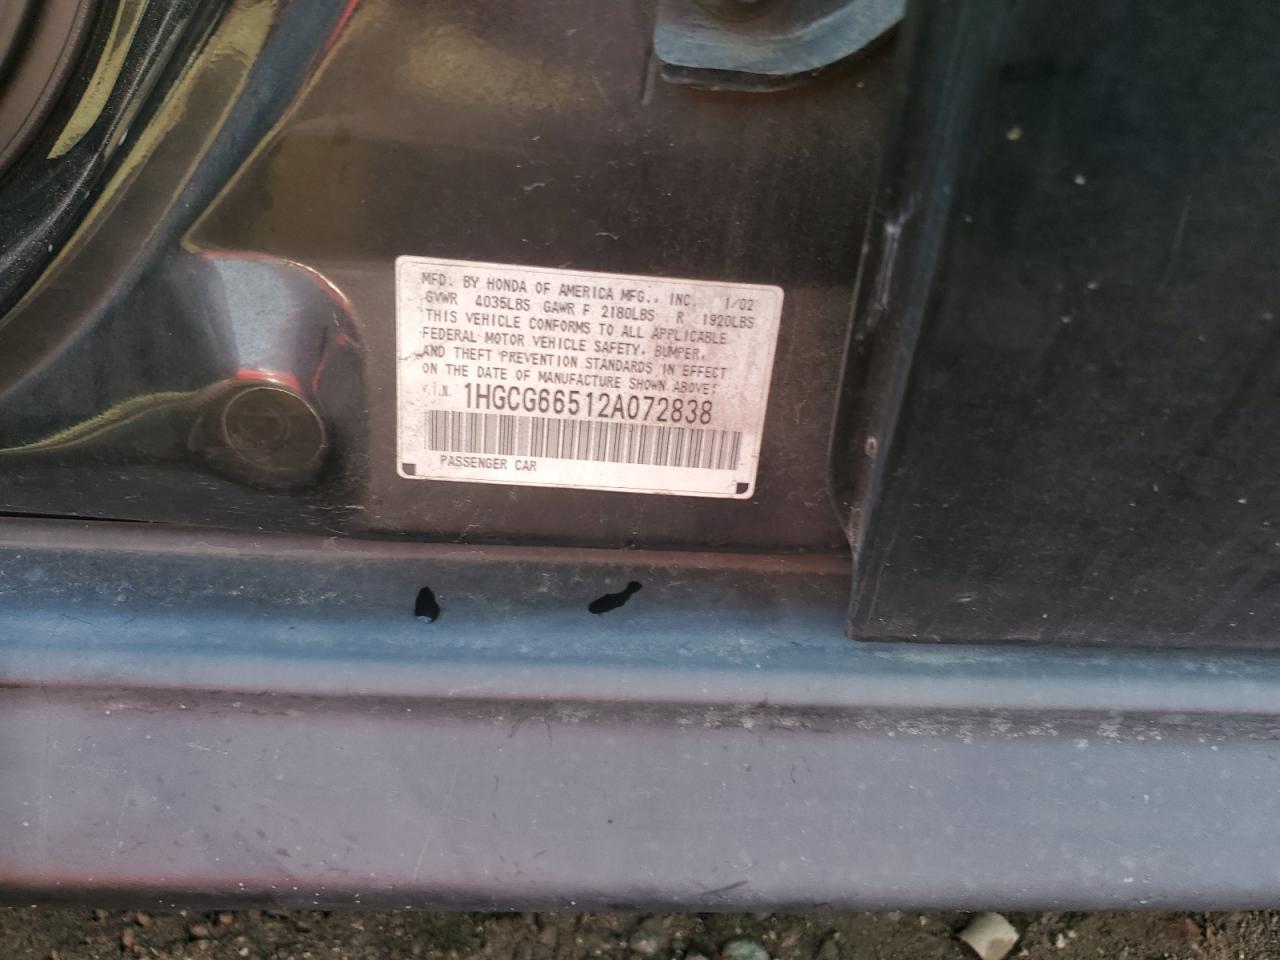 MFD. BY HONDA OF AMERICA MFG., INC. 1/02
GVWR 4035LBS GAWR F 2180LBS R 1920LBS
THIS VEHICLE CONFORMS TO ALL APPLICABLE
FEDERAL MOTOR VEHICLE SAFETY, BUMPER,
AND THEFT PREVENTION STANDARDS IN EFFECT
ON THE DATE OF MANUFACTURE SHOWN ABOVE.
V.I.N. 1HGCG66512A072838
PASSENGER CAR